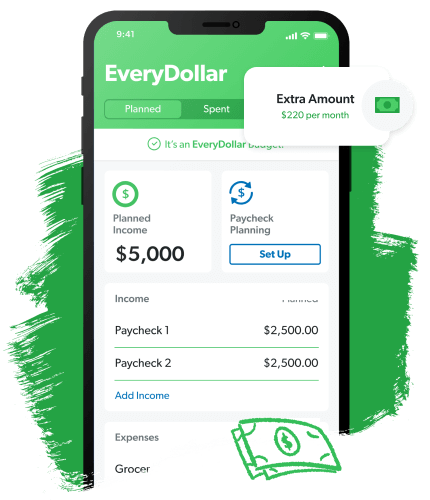 9:41
EveryDollar
Extra Amount
$220 per month
Planned Spent
It's an EveryDollar Budget!
Planned
Income
$5,000
Paycheck
Planning
Set Up
Income Planned
Paycheck 1 $2,500.00
Paycheck 2 $2,500.00
Add Income
Expenses
Grocer
$